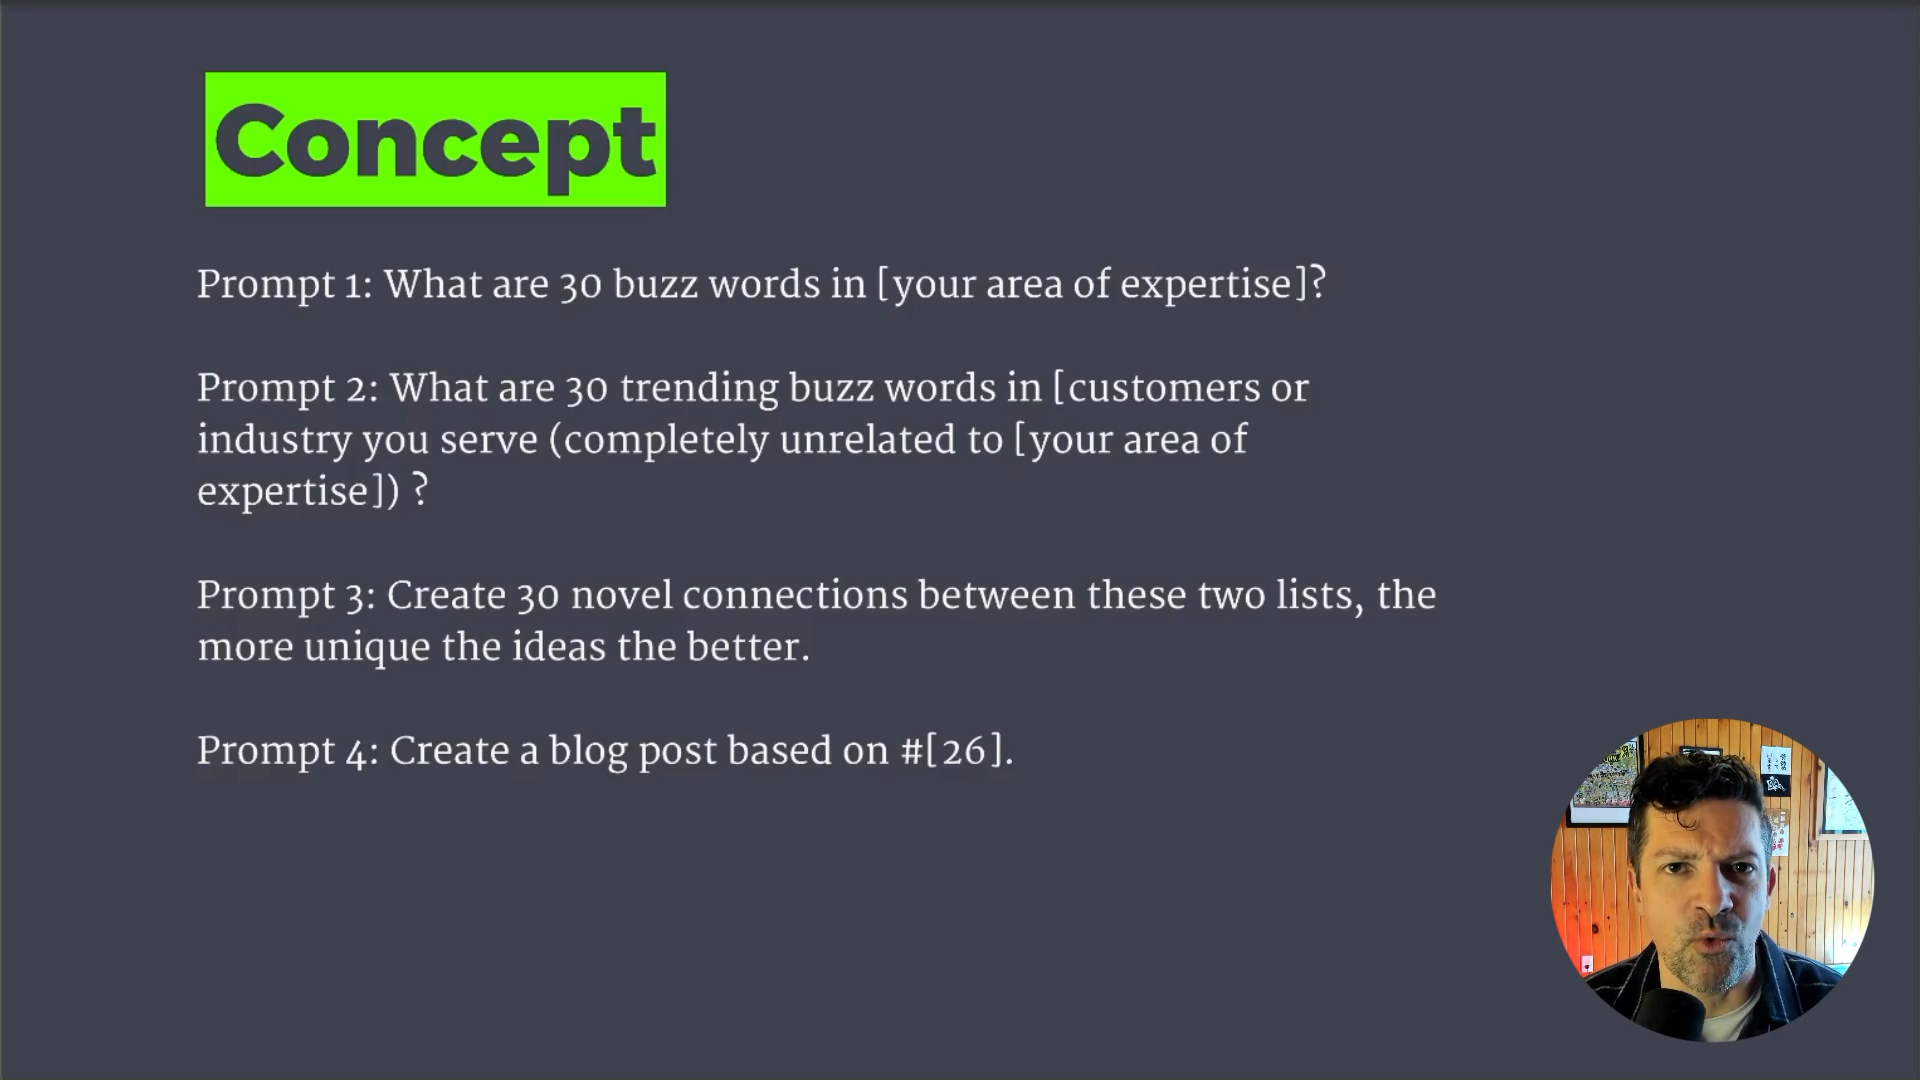 Concept
Prompt 1: What are 30 buzz words in [your area of expertise]?
Prompt 2: What are 30 trending buzz words in [customers or
industry you serve (completely unrelated to [your area of
expertise]) ?
Prompt 3: Create 30 novel connections between these two lists, the
more unique the ideas the better.
Prompt 4: Create a blog post based on #[26].